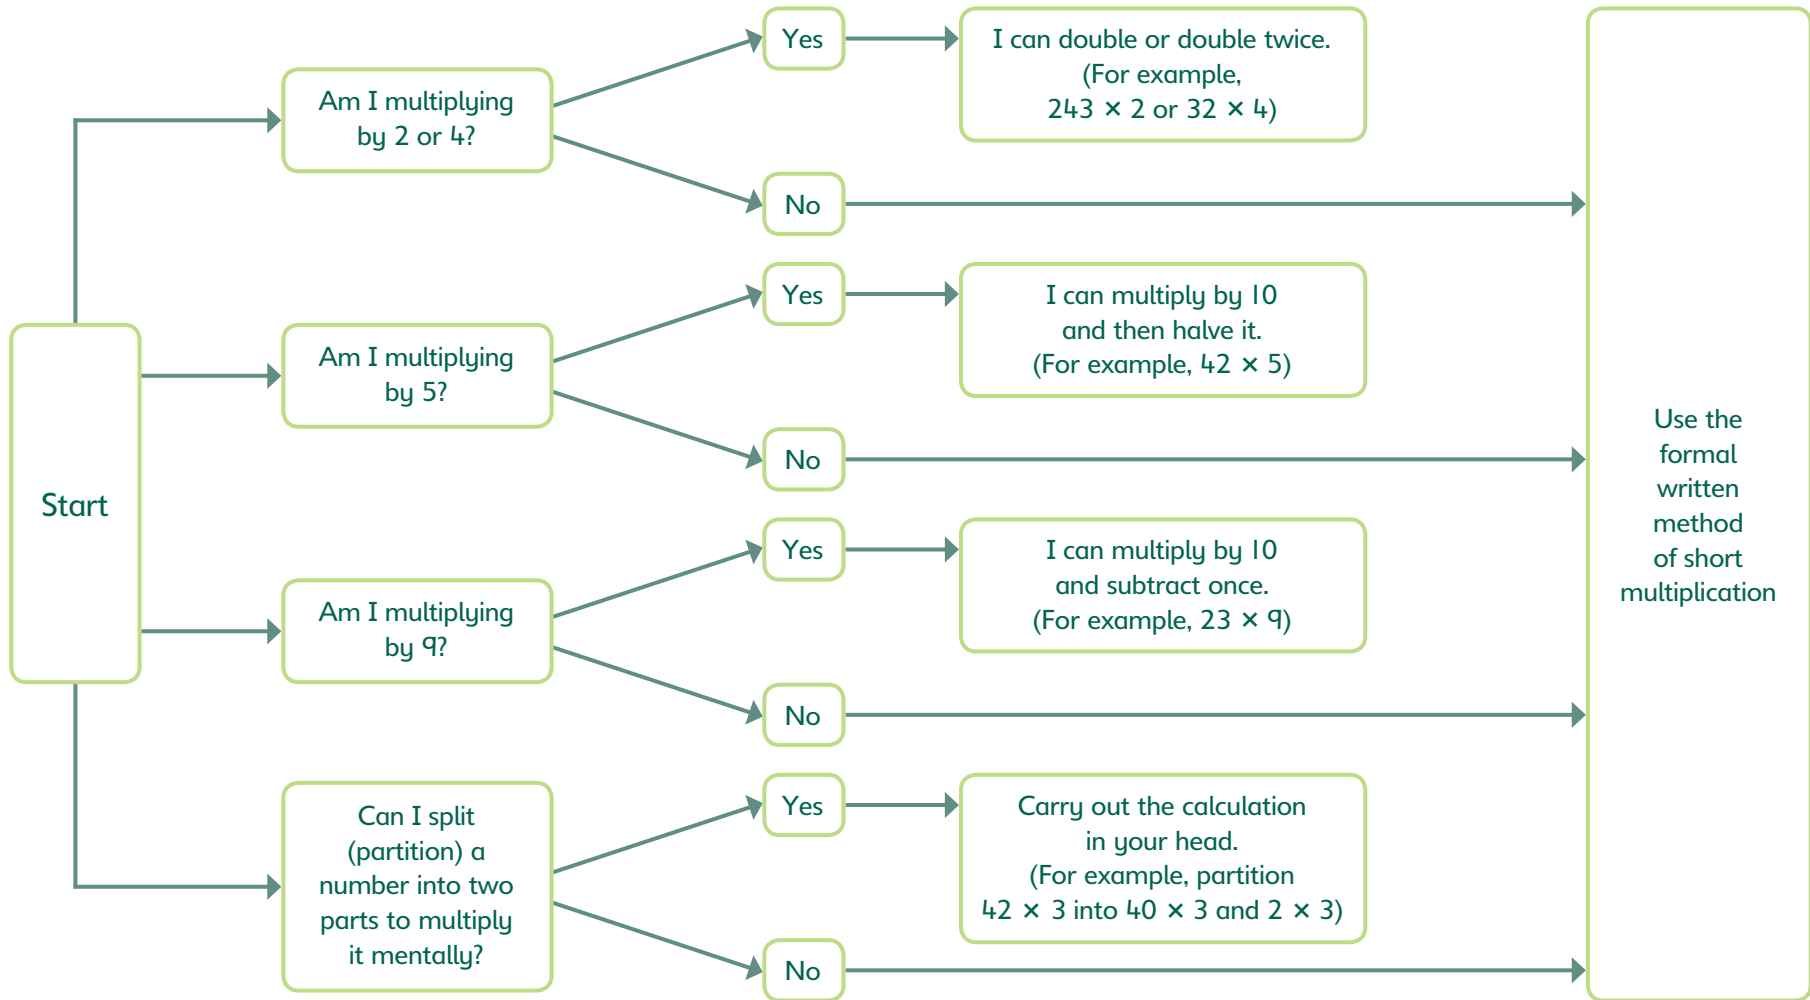 Start
Am I multiplying
by 2 or 4?
Yes
I can double or double twice.
(For example,
243 × 2 or 32 × 4)
No
Am I multiplying
by 5?
Yes
I can multiply by 10
and then halve it.
(For example, 42 × 5)
No
Am I multiplying
by 9?
Yes
I can multiply by 10
and subtract once.
(For example, 23 × 9)
No
Can I split
(partition) a
number into two
parts to multiply
it mentally?
Yes
Carry out the calculation
in your head.
(For example, partition
42 × 3 into 40 × 3 and 2 × 3)
No
Use the
formal
written
method
of short
multiplication